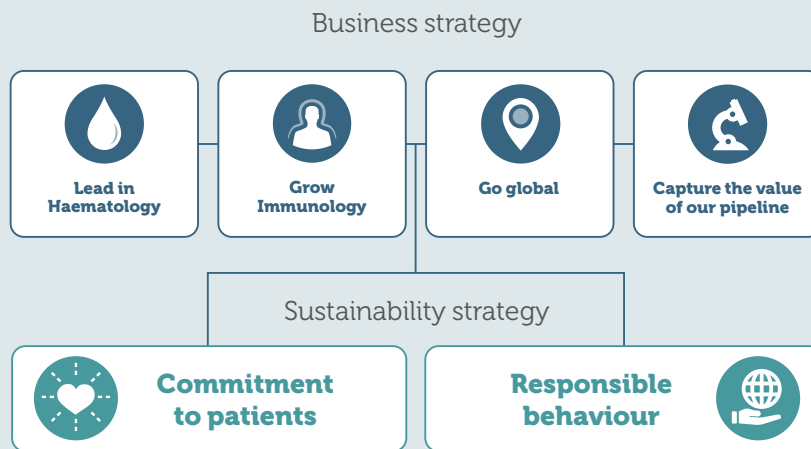 Business strategy
Lead in
Haematology
Grow
Immunology
Go global
Capture the value
of our pipeline
Sustainability strategy
Commitment
to patients
Responsible
behaviour